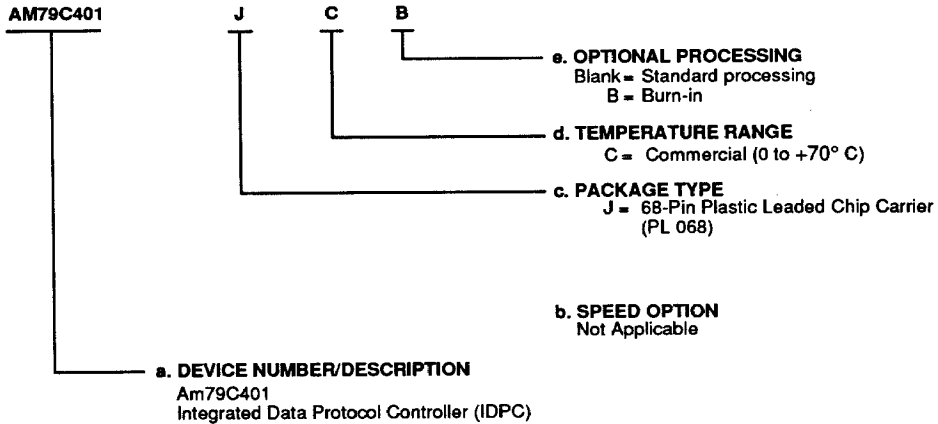 AM79C401 J C B
e. OPTIONAL PROCESSING
Blank = Standard processing
B = Burn-in
d. TEMPERATURE RANGE
C = Commercial (0 to +70° C)
c. PACKAGE TYPE
J = 68-Pin Plastic Leaded Chip Carrier
(PL 068)
b. SPEED OPTION
Not Applicable
a. DEVICE NUMBER/DESCRIPTION
Am79C401
Integrated Data Protocol Controller (IDPC)